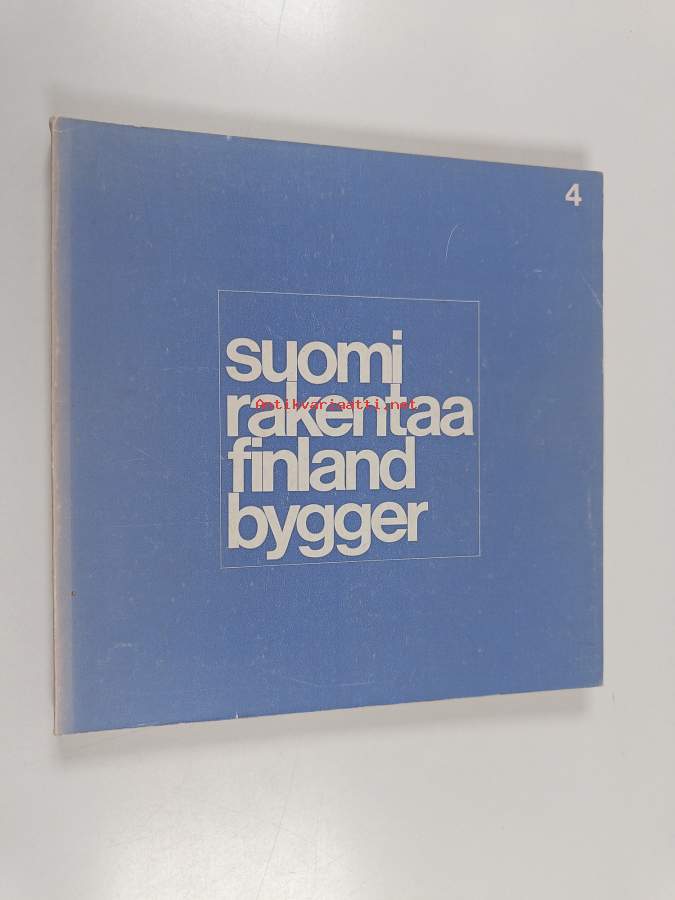 4
suomi
rakentaa
Antikvariaatti.net
finland
bygger